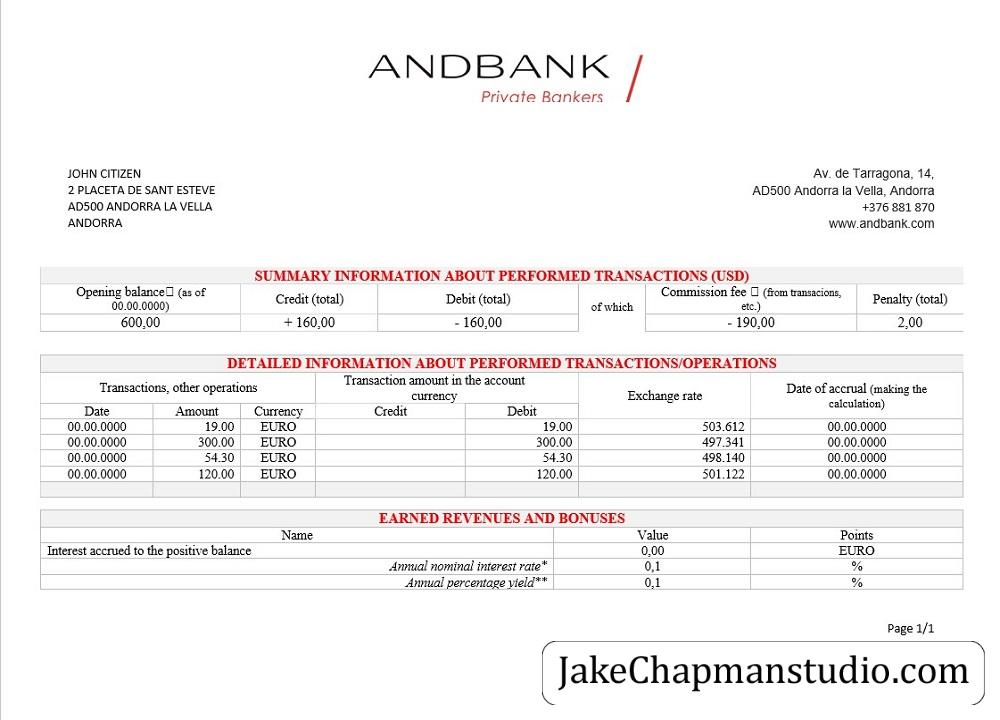 ANDBANK
Private Bankers
JOHN CITIZEN
2 PLACETA DE SANT ESTEVE
AD500 ANDORRA LA VELLA
ANDORRA
Av. de Tarragona, 14,
AD500 Andorra la Vella, Andorra
+376 881 870
www.andbank.com
SUMMARY INFORMATION ABOUT PERFORMED TRANSACTIONS (USD)
Opening balance□ (as of 00.00.0000) Credit (total) Debit (total) of which Commission fee □ (from transacions, etc.) Penalty (total)
600,00 + 160,00 - 160,00 - 190,00 2,00
DETAILED INFORMATION ABOUT PERFORMED TRANSACTIONS/OPERATIONS
Transactions, other operations Transaction amount in the account currency Exchange rate Date of accrual (making the calculation)
Date Amount Currency Credit Debit
00.00.0000 19.00 EURO 19.00 503.612 00.00.0000
00.00.0000 300.00 EURO 300.00 497.341 00.00.0000
00.00.0000 54.30 EURO 54.30 498.140 00.00.0000
00.00.0000 120.00 EURO 120.00 501.122 00.00.0000
EARNED REVENUES AND BONUSES
Name Value Points
Interest accrued to the positive balance 0,00 EURO
Annual nominal interest rate* 0,1 %
Annual percentage yield** 0,1 %
Page 1/1
JakeChapmanstudio.com